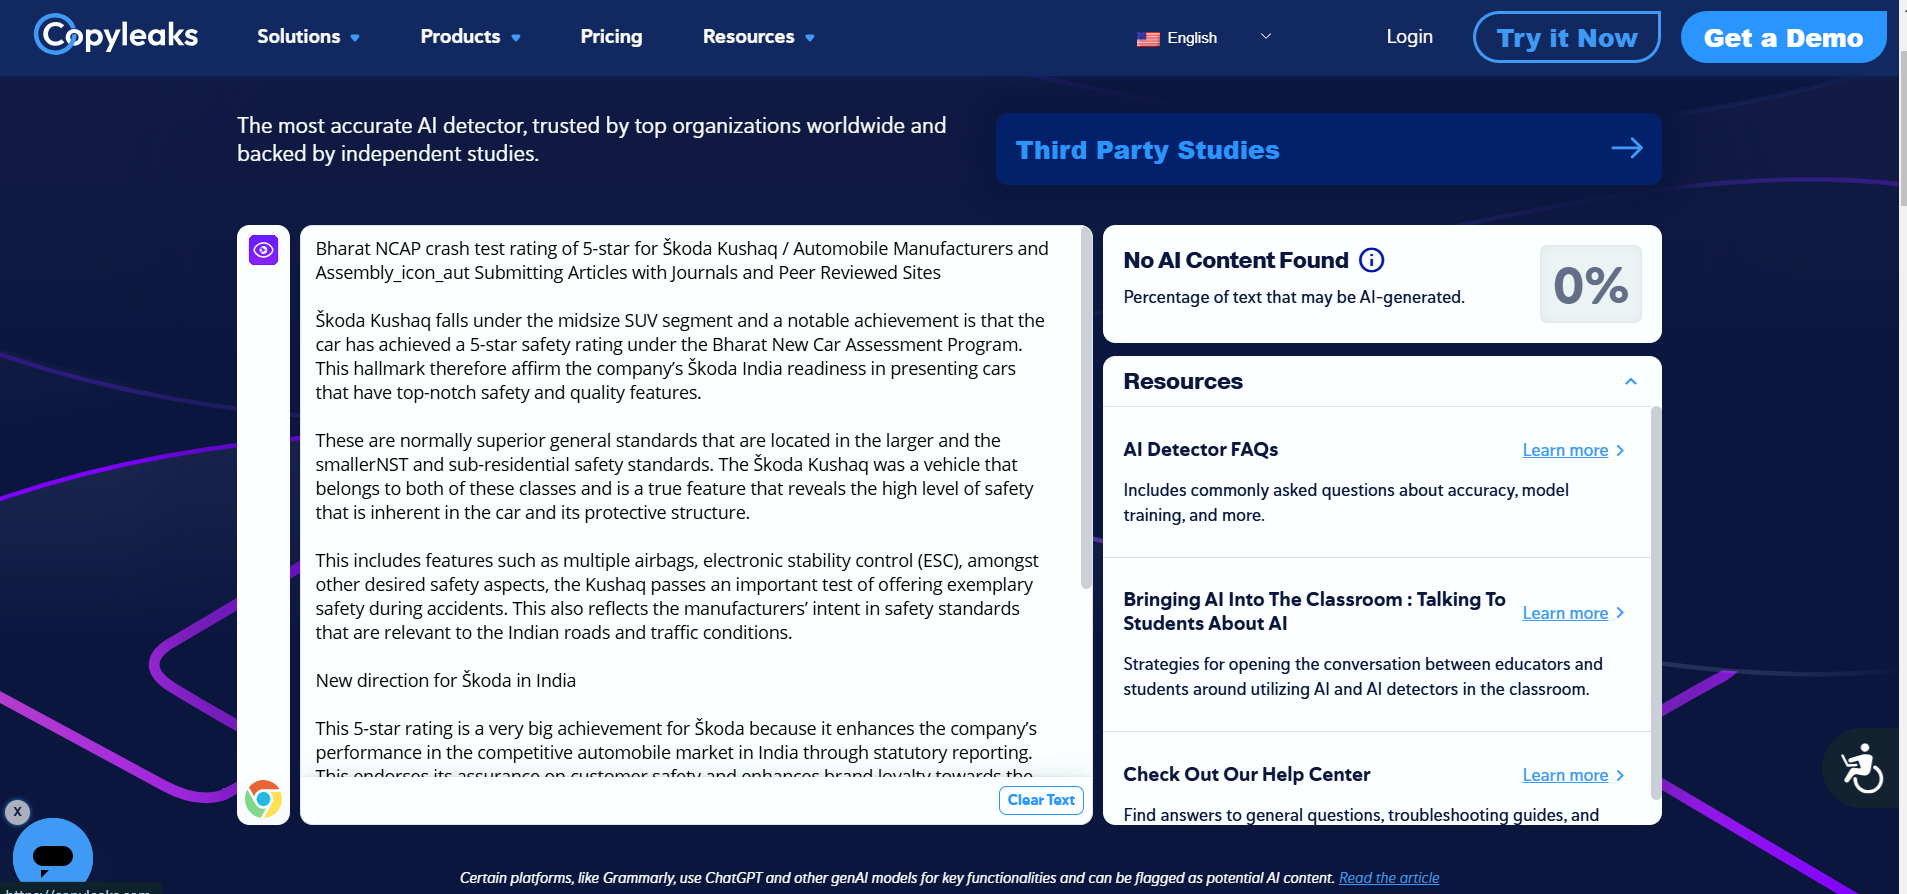 Copyleaks
Solutions
Products
Pricing
Resources
English
Login
Try it Now
Get a Demo
The most accurate AI detector, trusted by top organizations worldwide and
backed by independent studies.
Third Party Studies
Bharat NCAP crash test rating of 5-star for Škoda Kushaq / Automobile Manufacturers and
Assembly_icon_aut Submitting Articles with Journals and Peer Reviewed Sites
Škoda Kushaq falls under the midsize SUV segment and a notable achievement is that the
car has achieved a 5-star safety rating under the Bharat New Car Assessment Program.
This hallmark therefore affirm the company’s Škoda India readiness in presenting cars
that have top-notch safety and quality features.
These are normally superior general standards that are located in the larger and the
smallerNST and sub-residential safety standards. The Škoda Kushaq was a vehicle that
belongs to both of these classes and is a true feature that reveals the high level of safety
that is inherent in the car and its protective structure.
This includes features such as multiple airbags, electronic stability control (ESC), amongst
other desired safety aspects, the Kushaq passes an important test of offering exemplary
safety during accidents. This also reflects the manufacturers’ intent in safety standards
that are relevant to the Indian roads and traffic conditions.
New direction for Škoda in India
This 5-star rating is a very big achievement for Škoda because it enhances the company’s
performance in the competitive automobile market in India through statutory reporting.
This endorses its assurance on customer safety and enhances brand loyalty towards the
Clear Text
No AI Content Found
Percentage of text that may be AI-generated.
0%
Resources
AI Detector FAQs
Learn more
Includes commonly asked questions about accuracy, model
training, and more.
Bringing AI Into The Classroom : Talking To
Students About AI
Learn more
Strategies for opening the conversation between educators and
students around utilizing AI and AI detectors in the classroom.
Check Out Our Help Center
Learn more
Find answers to general questions, troubleshooting guides, and
X
Certain platforms, like Grammarly, use ChatGPT and other genAI models for key functionalities and can be flagged as potential AI content. Read the article
https://copyleaks.com